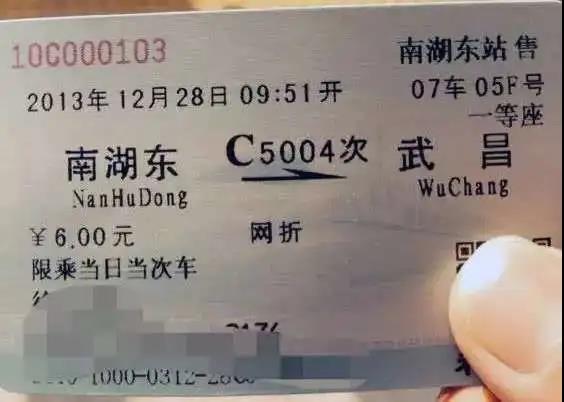 10C000103
南湖东站 售
2013年12月28日 09:51开
07车 05F号
一等座
南湖东 C5004次 武昌
NanHuDong WuChang
¥6.00元
网折
限乘当日当次车